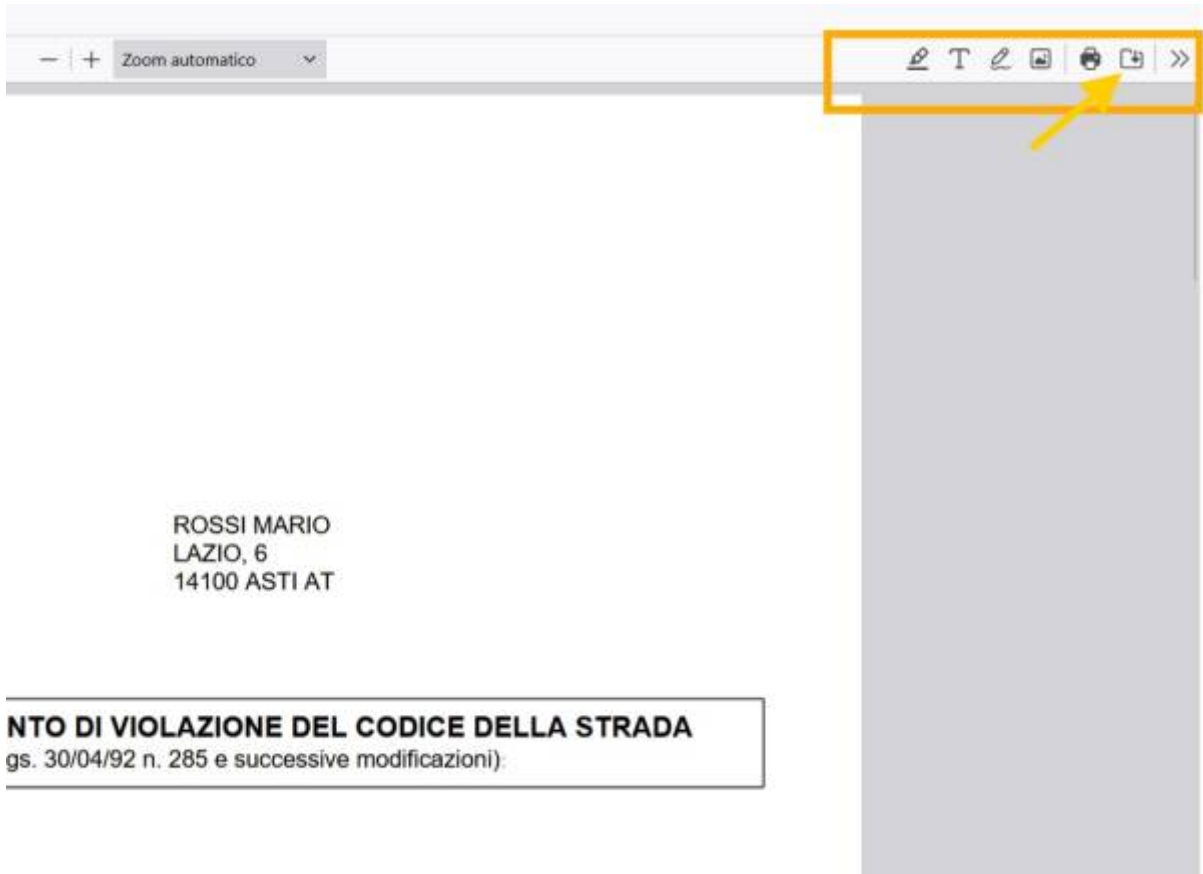 Zoom automatico
ROSSI MARIO
LAZIO, 6
14100 ASTI AT
NTO DI VIOLAZIONE DEL CODICE DELLA STRADA
gs. 30/04/92 n. 285 e successive modificazioni)